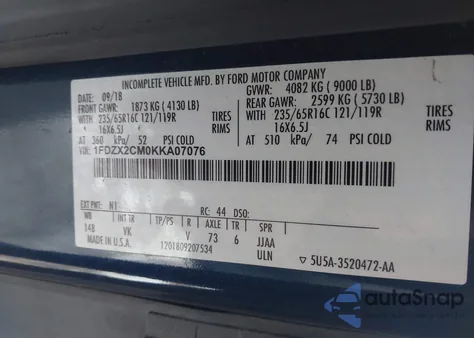 INCOMPLETE VEHICLE MFD. BY FORD MOTOR COMPANY
DATE: 09/18 GVWR: 4082 KG ( 9000 LB)
FRONT GAWR: 1873 KG ( 4130 LB) REAR GAWR: 2599 KG ( 5730 LB)
WITH 235/65R16C 121/119R TIRES WITH 235/65R16C 121/119R TIRES
16X6.5J RIMS 16X6.5J RIMS
AT 360 kPa/ 52 PSI COLD AT 510 kPa/ 74 PSI COLD
VIN: 1FDZX2CM0KKA07076
EXT PNT: N1 RC: 44 DSO:
WB INT TR TP/PS R AXLE TR SPR
148 VK V 73 6 JJAA
MADE IN U.S.A. 1201809207534 ULN 5U5A-3520472-AA
autoSnap